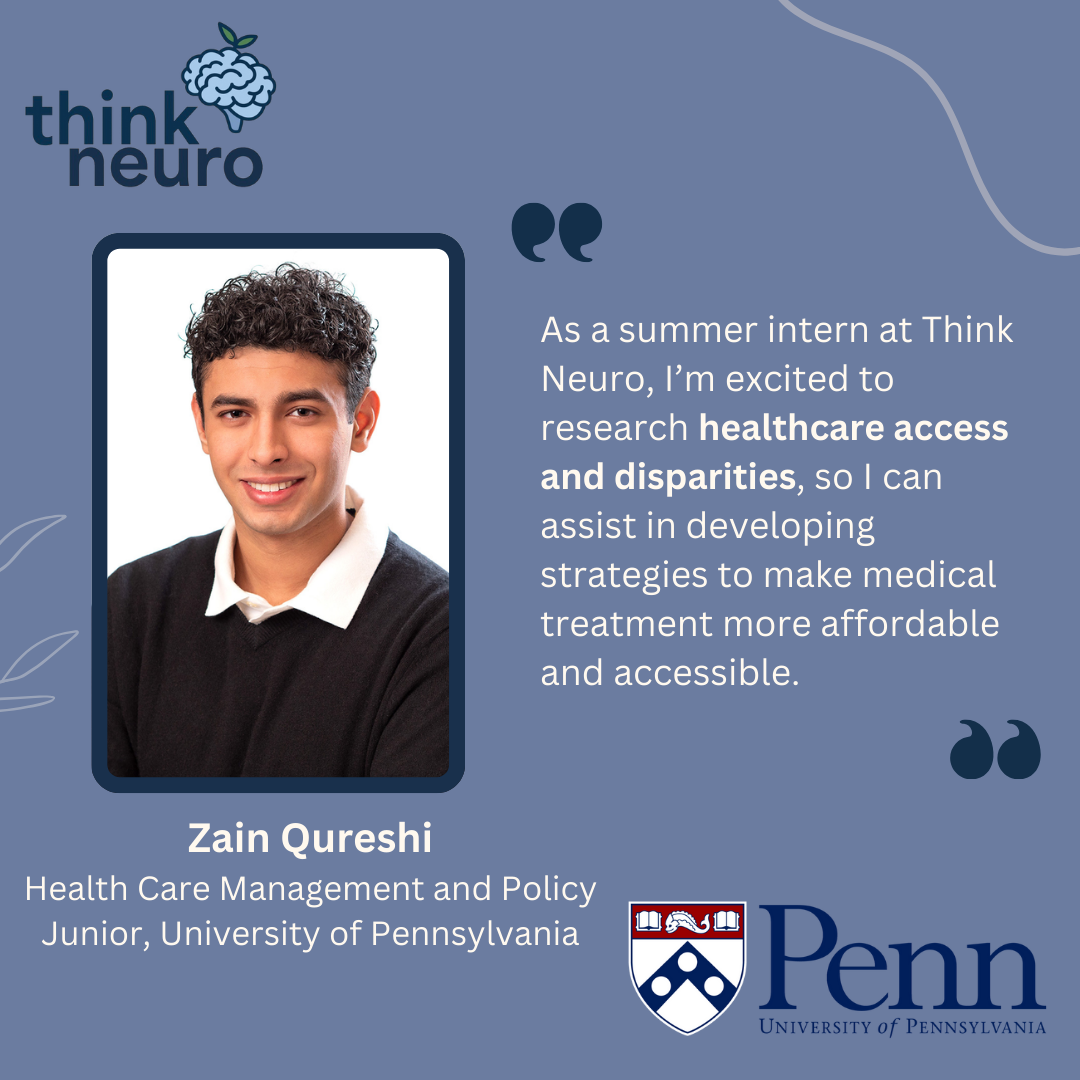 think
neuro
❟❟
As a summer intern at Think
Neuro, I’m excited to
research healthcare access
and disparities, so I can
assist in developing
strategies to make medical
treatment more affordable
and accessible.
❛❛
Zain Qureshi
Health Care Management and Policy
Junior, University of Pennsylvania
Penn
UNIVERSITY of PENNSYLVANIA